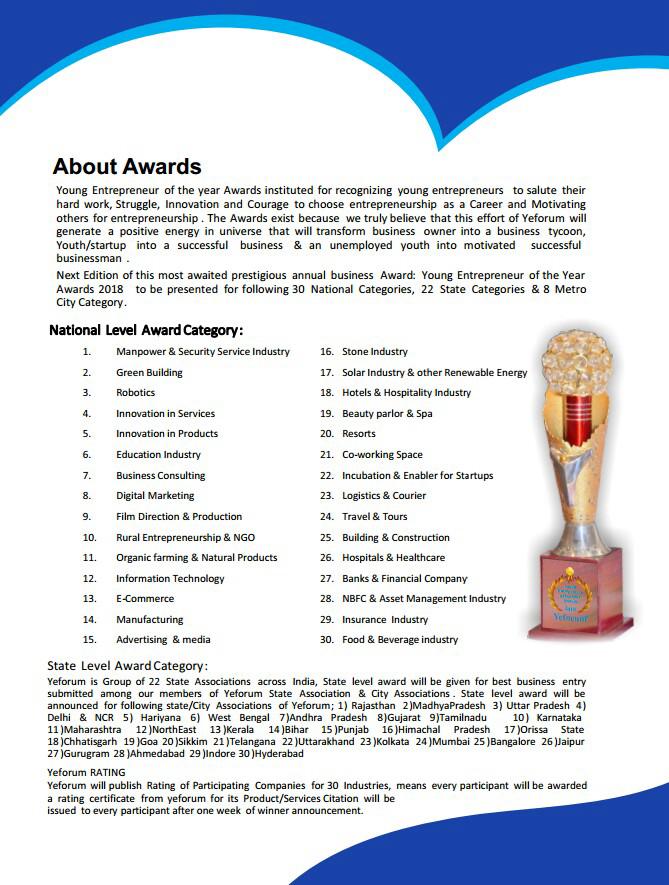 About Awards
Young Entrepreneur of the year Awards instituted for recognizing young entrepreneurs to salute their
hard work, Struggle, Innovation and Courage to choose entrepreneurship as a Career and Motivating
others for entrepreneurship . The Awards exist because we truly believe that this effort of Yeforum will
generate a positive energy in universe that will transform business owner into a business tycoon,
Youth/startup into a successful business & an unemployed youth into motivated successful
businessman .
Next Edition of this most awaited prestigious annual business Award: Young Entrepreneur of the Year
Awards 2018 to be presented for following 30 National Categories, 22 State Categories & 8 Metro
City Category.
National Level Award Category:
1. Manpower & Security Service Industry
2. Green Building
3. Robotics
4. Innovation in Services
5. Innovation in Products
6. Education Industry
7. Business Consulting
8. Digital Marketing
9. Film Direction & Production
10. Rural Entrepreneurship & NGO
11. Organic farming & Natural Products
12. Information Technology
13. E-Commerce
14. Manufacturing
15. Advertising & media
16. Stone Industry
17. Solar Industry & other Renewable Energy
18. Hotels & Hospitality Industry
19. Beauty parlor & Spa
20. Resorts
21. Co-working Space
22. Incubation & Enabler for Startups
23. Logistics & Courier
24. Travel & Tours
25. Building & Construction
26. Hospitals & Healthcare
27. Banks & Financial Company
28. NBFC & Asset Management Industry
29. Insurance Industry
30. Food & Beverage industry
Yeforum
State Level Award Category:
Yeforum is Group of 22 State Associations across India, State level award will be given for best business entry
submitted among our members of Yeforum State Association & City Associations . State level award will be
announced for following state/City Associations of Yeforum; 1) Rajasthan 2)MadhyaPradesh 3) Uttar Pradesh 4)
Delhi & NCR 5) Hariyana 6) West Bengal 7)Andhra Pradesh 8)Gujarat 9)Tamilnadu 10) Karnataka
11)Maharashtra 12)NorthEast 13)Kerala 14)Bihar 15)Punjab 16)Himachal Pradesh 17)Orissa State
18)Chhatisgarh 19)Goa 20)Sikkim 21)Telangana 22)Uttarakhand 23)Kolkata 24)Mumbai 25)Bangalore 26)Jaipur
27)Gurugram 28)Ahmedabad 29)Indore 30)Hyderabad
Yeforum RATING
Yeforum will publish Rating of Participating Companies for 30 Industries, means every participant will be awarded
a rating certificate from yeforum for its Product/Services Citation will be
issued to every participant after one week of winner announcement.